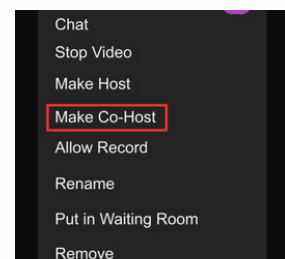 Chat
Stop Video
Make Host
Make Co-Host
Allow Record
Rename
Put in Waiting Room
Remove